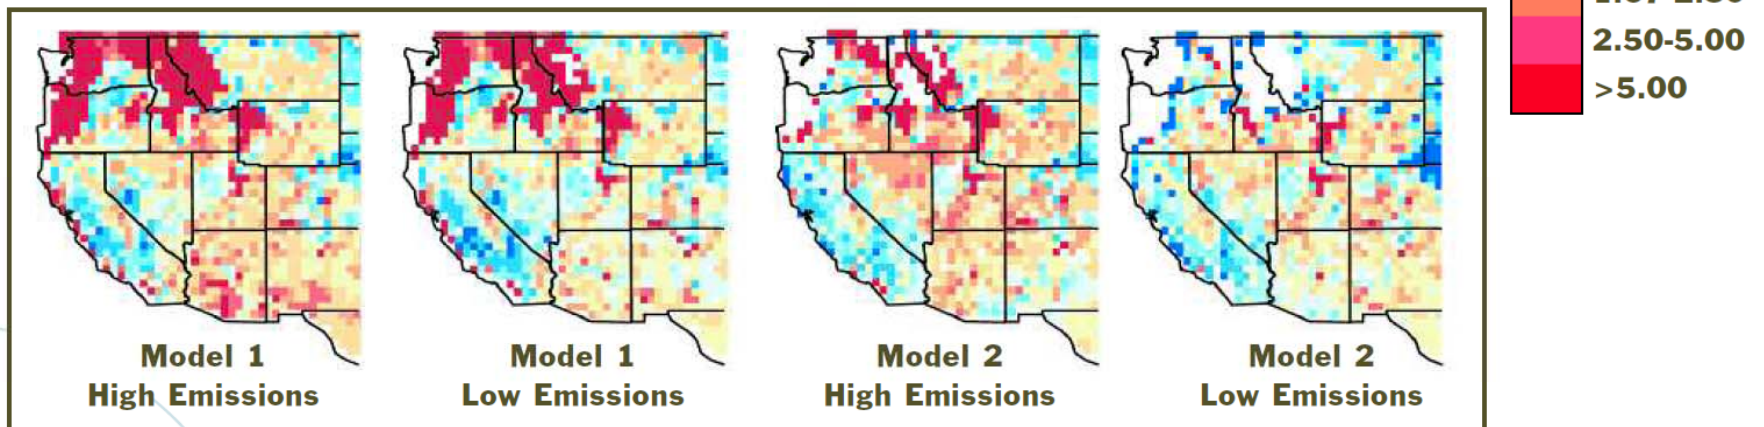 2.50-5.00
>5.00
Model 1
High Emissions
Model 1
Low Emissions
Model 2
High Emissions
Model 2
Low Emissions